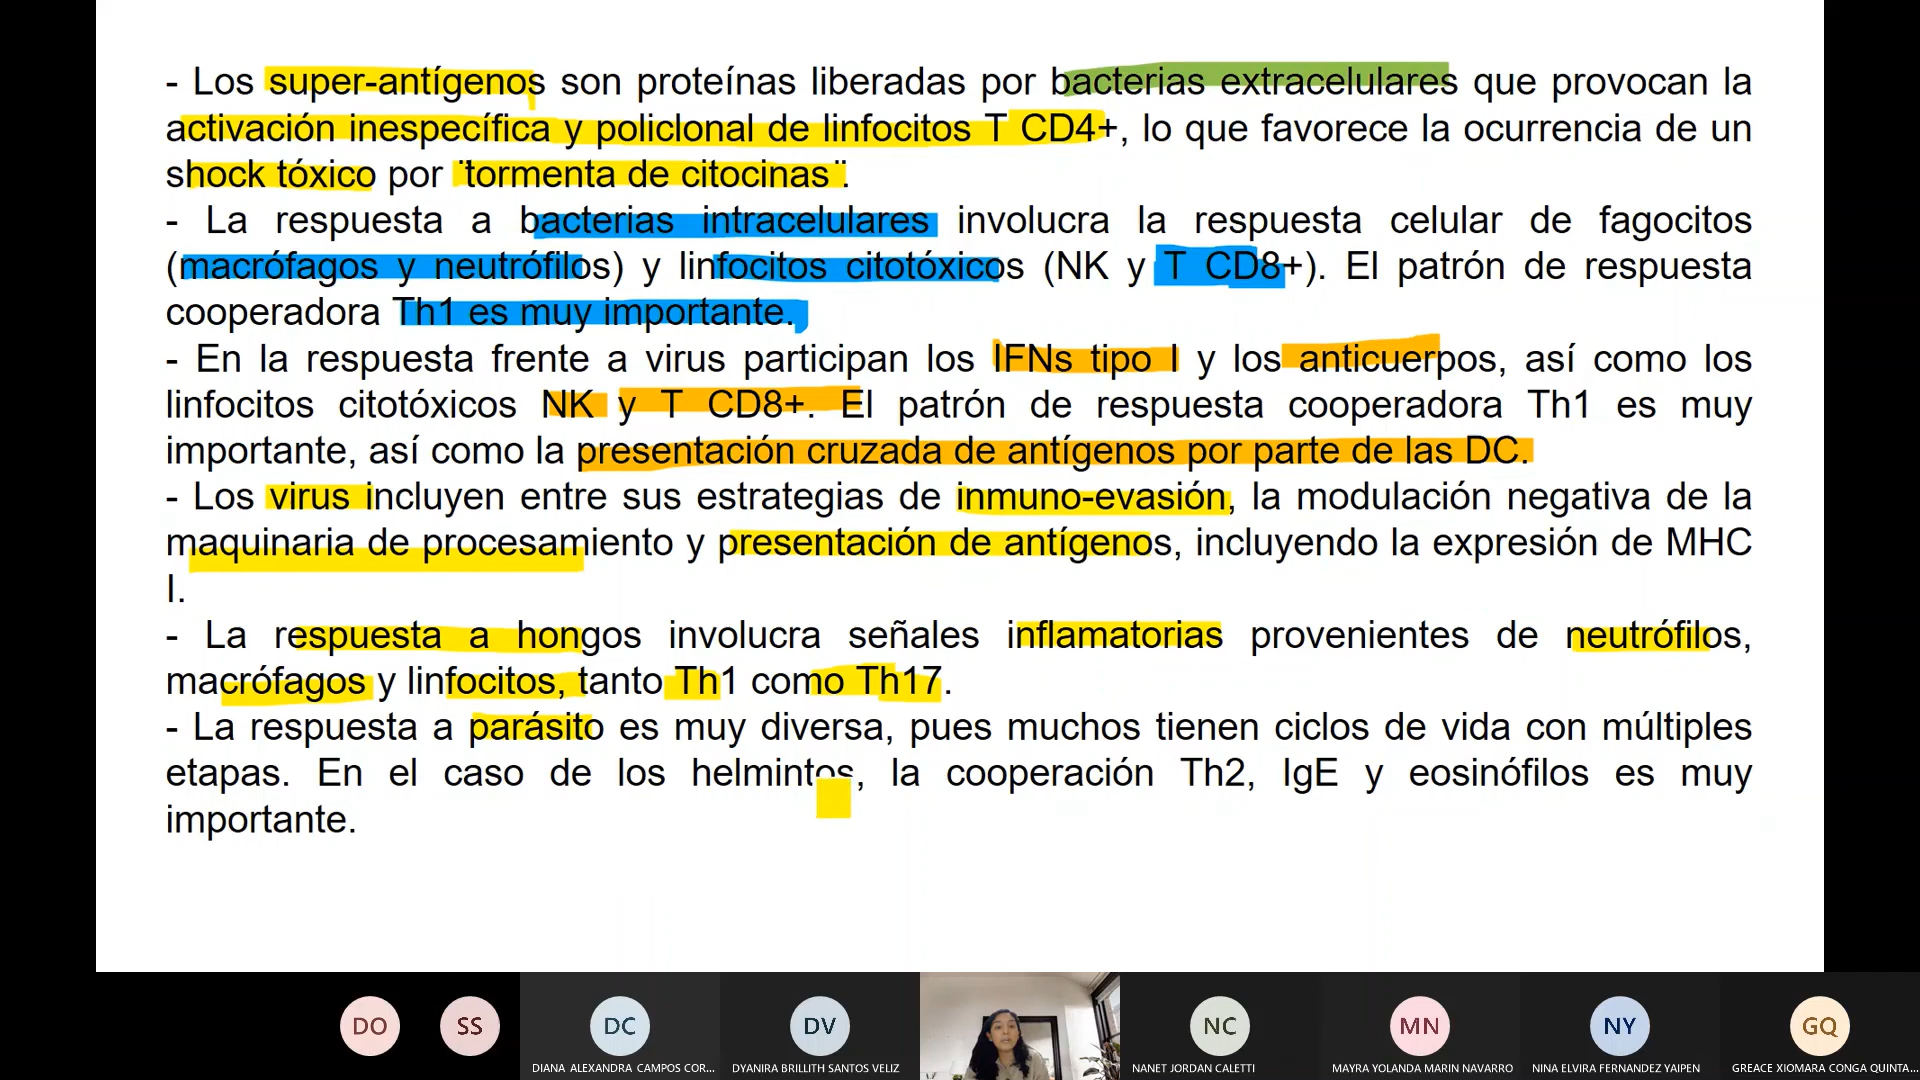 - Los super-antígenos son proteínas liberadas por bacterias extracelulares que provocan la
activación inespecífica y policlonal de linfocitos T CD4+, lo que favorece la ocurrencia de un
shock tóxico por ¨tormenta de citocinas¨.
- La respuesta a bacterias intracelulares involucra la respuesta celular de fagocitos
(macrófagos y neutrófilos) y linfocitos citotóxicos (NK y T CD8+). El patrón de respuesta
cooperadora Th1 es muy importante.
- En la respuesta frente a virus participan los IFNs tipo I y los anticuerpos, así como los
linfocitos citotóxicos NK y T CD8+. El patrón de respuesta cooperadora Th1 es muy
importante, así como la presentación cruzada de antígenos por parte de las DC.
- Los virus incluyen entre sus estrategias de inmuno-evasión, la modulación negativa de la
maquinaria de procesamiento y presentación de antígenos, incluyendo la expresión de MHC
I.
- La respuesta a hongos involucra señales inflamatorias provenientes de neutrófilos,
macrófagos y linfocitos, tanto Th1 como Th17.
- La respuesta a parásito es muy diversa, pues muchos tienen ciclos de vida con múltiples
etapas. En el caso de los helmintos, la cooperación Th2, IgE y eosinófilos es muy
importante.
DO SS DC DV NC MN NY GQ
DIANA ALEXANDRA CAMPOS COR... DYANIRA BRILLITH SANTOS VELIZ NANET JORDAN CALETTI MAYRA YOLANDA MARIN NAVARRO NINA ELVIRA FERNANDEZ YAIPEN GREACE XIOMARA CONGA QUINTA...